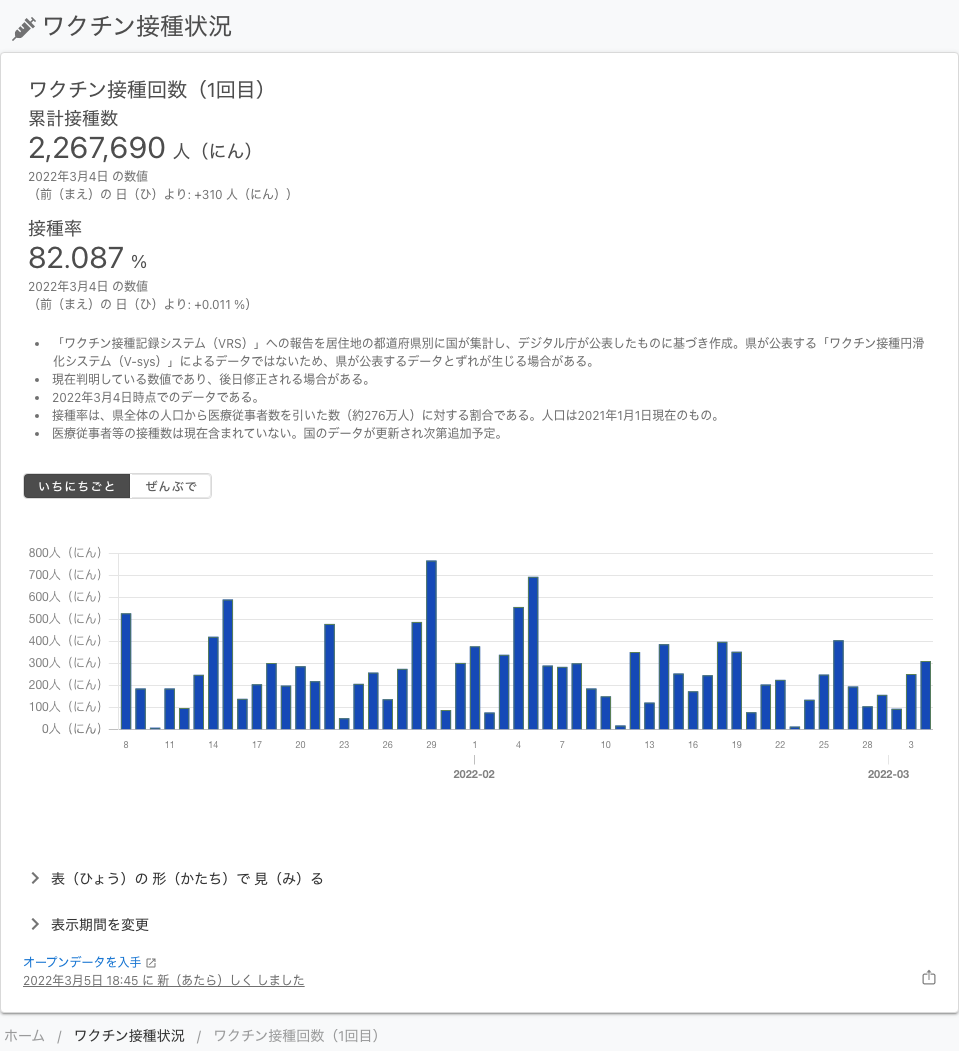 ワクチン接種状況
ワクチン接種回数（1回目）
累計接種数
2,267,690 人（にん）
2022年3月4日 の数値
（前（まえ）の 日（ひ）より: +310 人（にん））
接種率
82.087 %
2022年3月4日 の数値
（前（まえ）の 日（ひ）より: +0.011 %）
• 「ワクチン接種記録システム（VRS）」への報告を居住地の都道府県別に国が集計し、デジタル庁が公表したものに基づき作成。県が公表する「ワクチン接種円滑
化システム（V-sys）」によるデータではないため、県が公表するデータとずれが生じる場合がある。
• 現在判明している数値であり、後日修正される場合がある。
• 2022年3月4日時点でのデータである。
• 接種率は、県全体の人口から医療従事者数を引いた数（約276万人）に対する割合である。人口は2021年1月1日現在のもの。
• 医療従事者等の接種数は現在含まれていない。国のデータが更新され次第追加予定。
いちにちごと ぜんぶで
800人（にん）
700人（にん）
600人（にん）
500人（にん）
400人（にん）
300人（にん）
200人（にん）
100人（にん）
0人（にん）
8 11 14 17 20 23 26 29 1 4 7 10 13 16 19 22 25 28 3
2022-02 2022-03
表（ひょう）の 形（かたち）で 見（み）る
表示期間を変更
オープンデータを入手
2022年3月5日 18:45 に 新（あたら）しく しました
ホーム / ワクチン接種状況 / ワクチン接種回数（1回目）